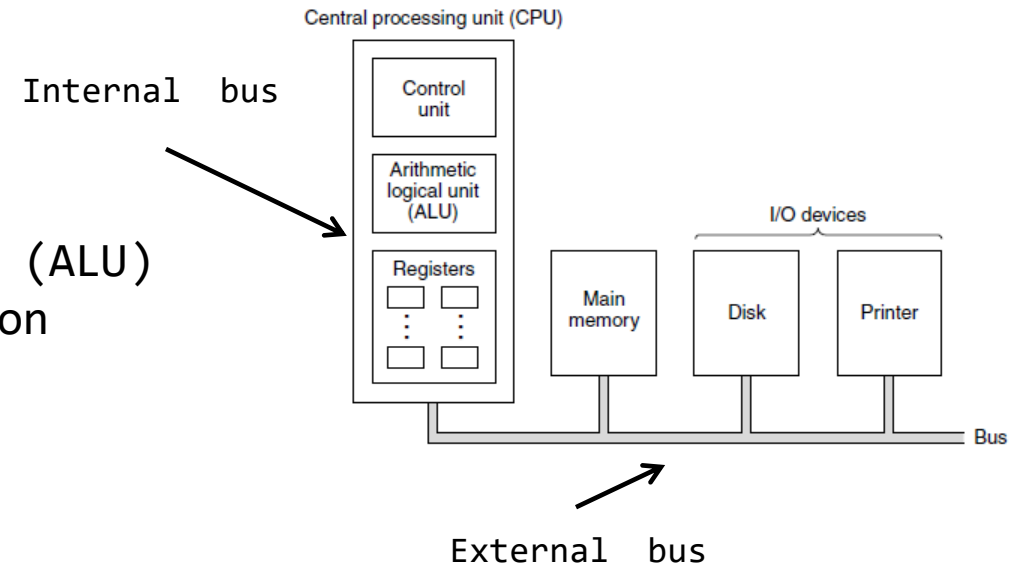 Central processing unit (CPU)
Internal bus
Control
unit
Arithmetic
logical unit
(ALU)
I/O devices
(ALU)
on
Registers
Main
memory
Disk
Printer
Bus
External bus